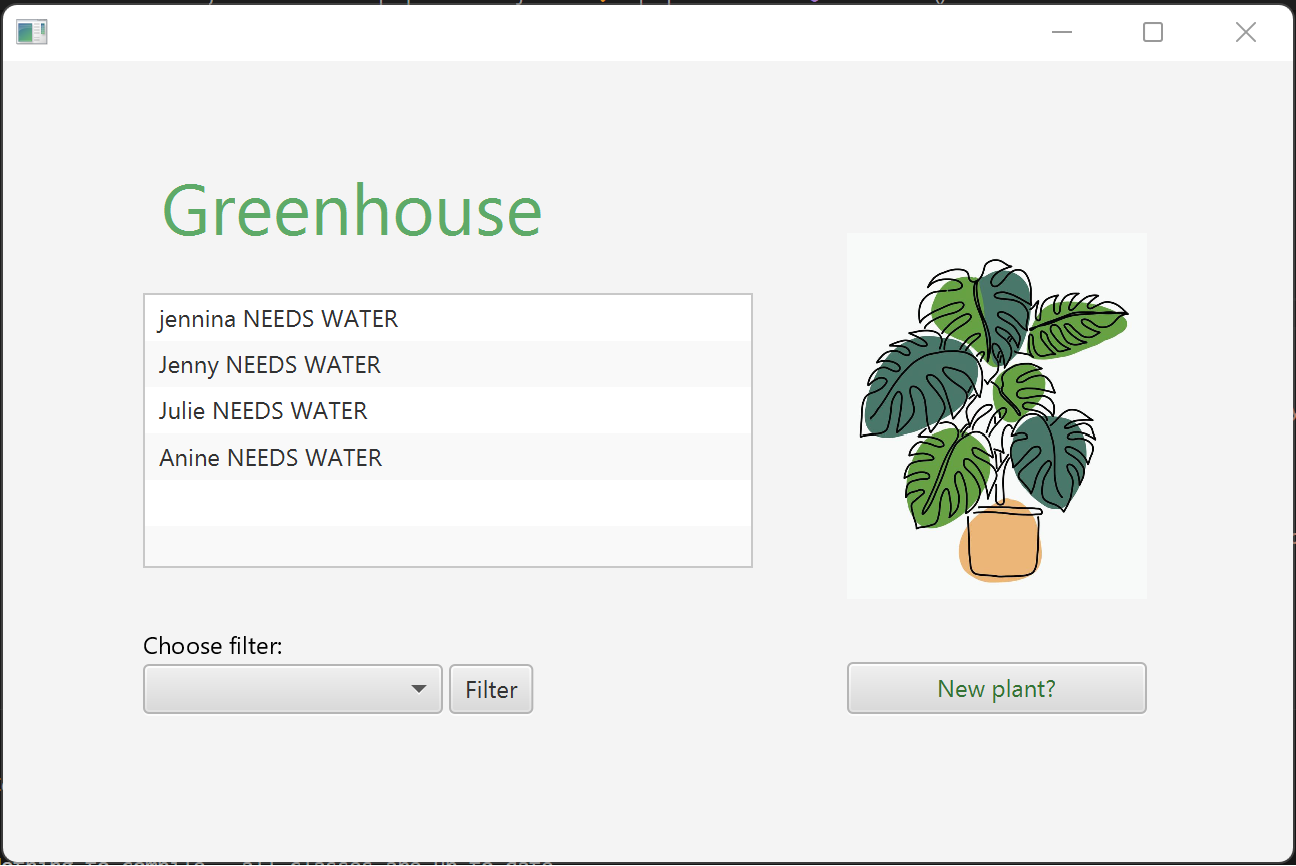 Greenhouse
jennina NEEDS WATER
Jenny NEEDS WATER
Julie NEEDS WATER
Anine NEEDS WATER
Choose filter:
Filter
New plant?